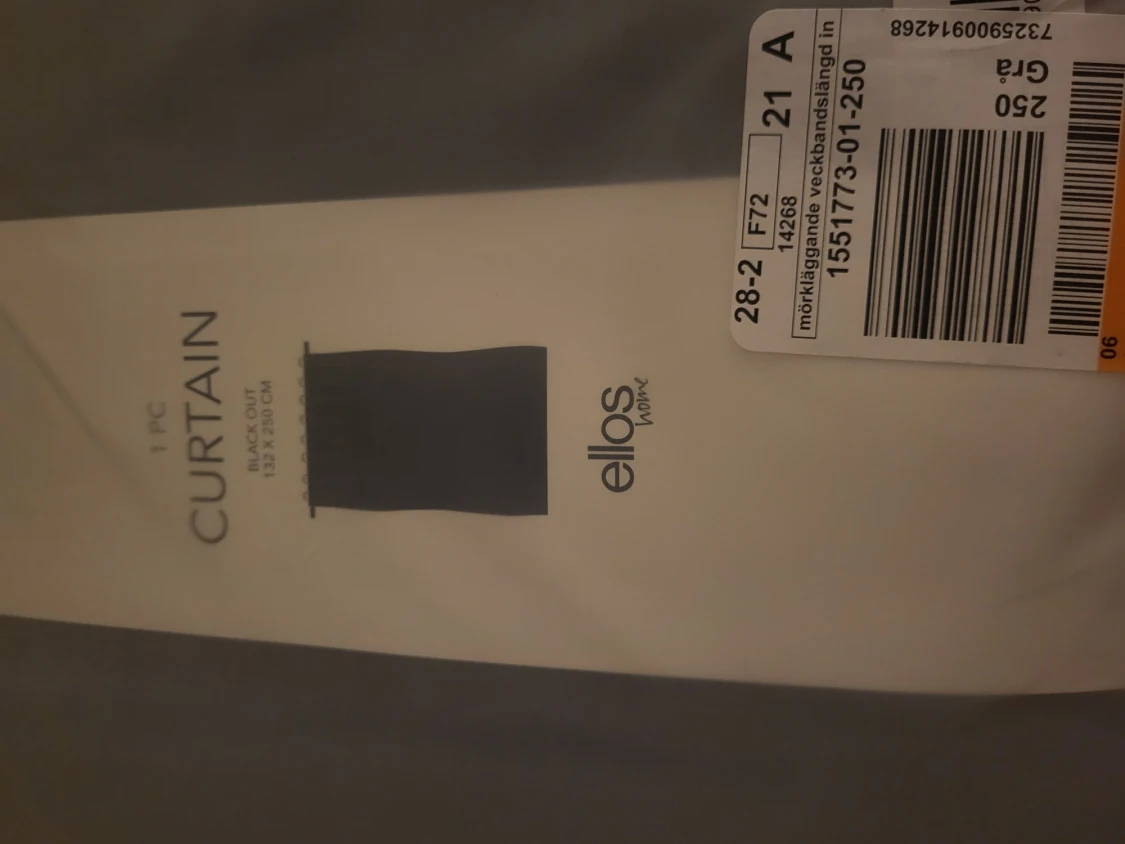 1 PC
CURTAIN
BLACK OUT
132 X 250 CM
ellos
home
28-2 F72 21 A
14268
mörkläggande veckbandslängd in
1551773-01-250
7325900914268
Grå
250
06